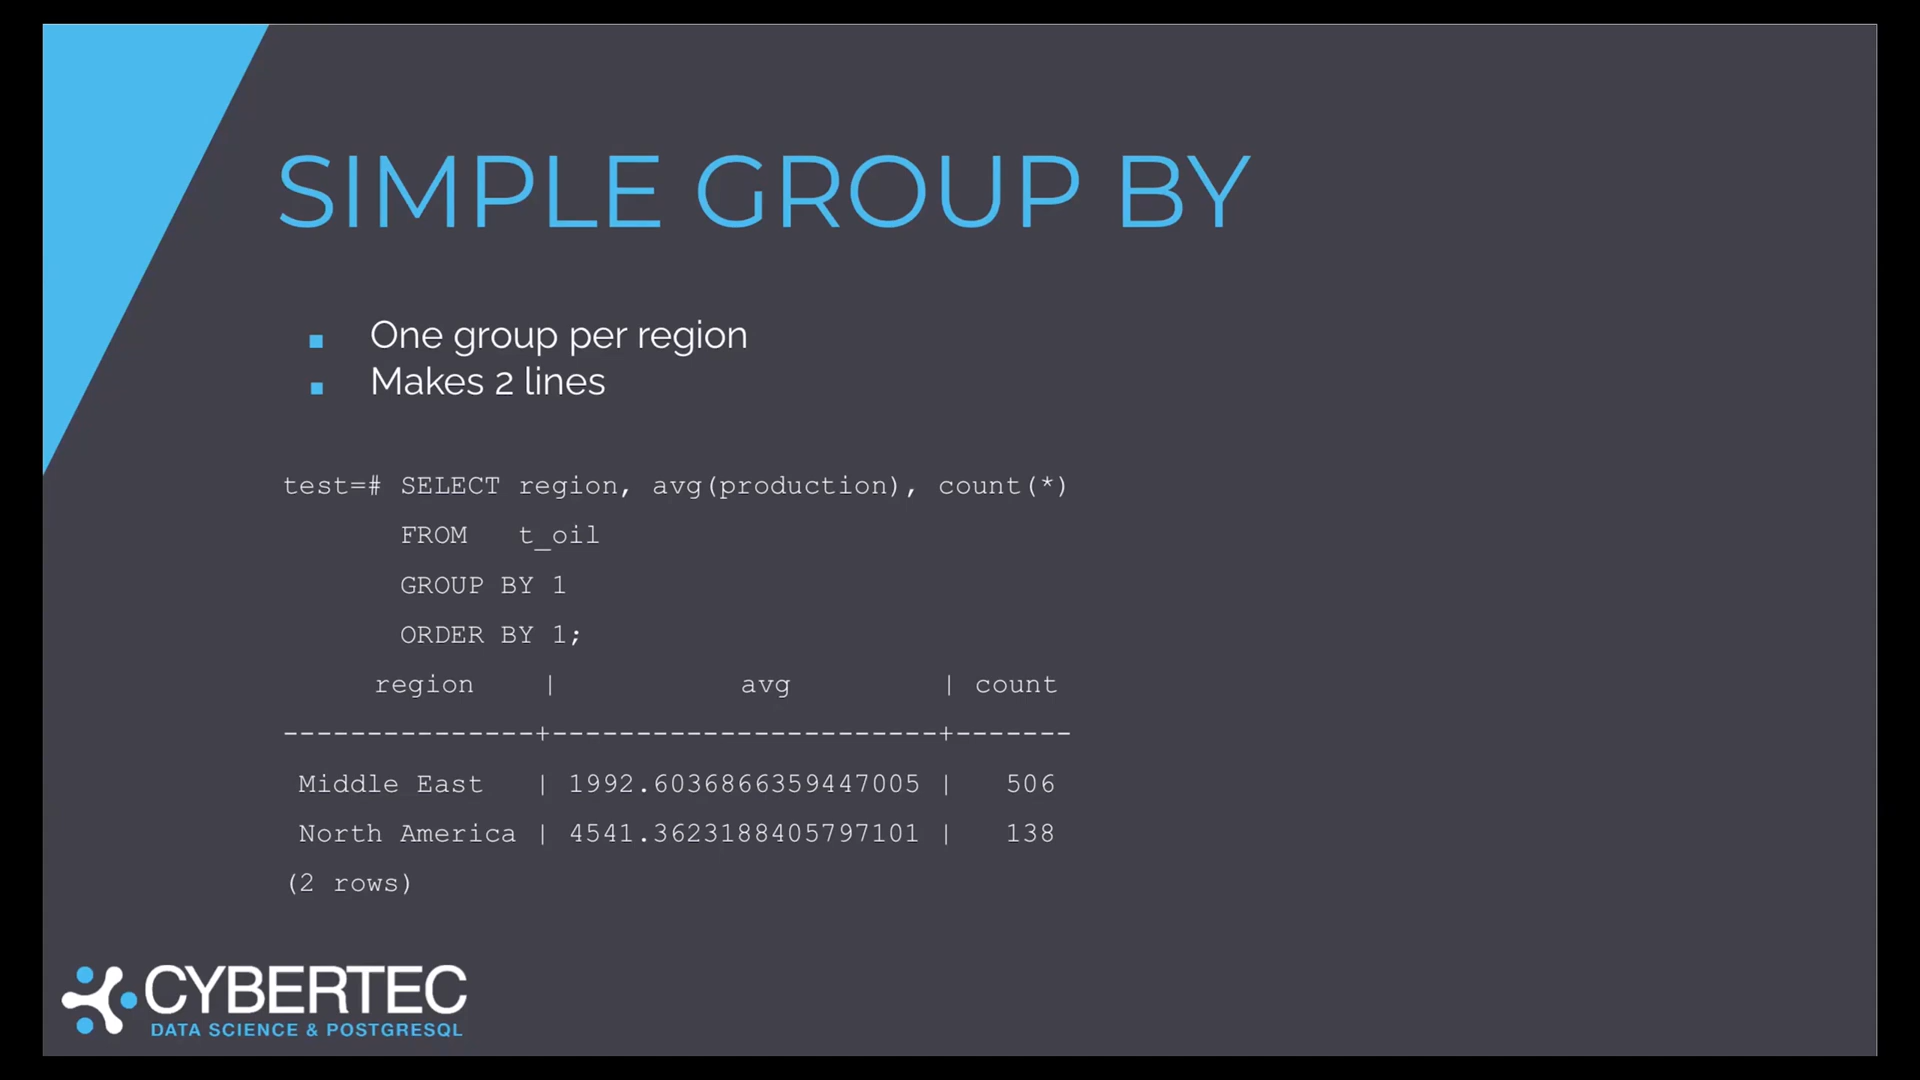 SIMPLE GROUP BY
▪ One group per region
▪ Makes 2 lines
test=# SELECT region, avg(production), count(*)
       FROM   t_oil
       GROUP BY 1
       ORDER BY 1;
    region     |          avg          | count
---------------+-----------------------+-------
 Middle East   | 1992.6036866359447005 |   506
 North America | 4541.3623188405797101 |   138
(2 rows)
CYBERTEC
DATA SCIENCE & POSTGRESQL